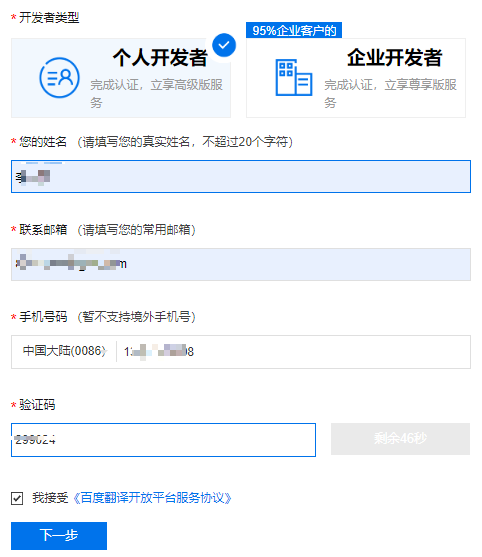 * 开发者类型
95%企业客户的
个人开发者
完成认证，立享高级版服
务
企业开发者
完成认证，立享尊享版服
务
* 您的姓名 （请填写您的真实姓名，不超过20个字符）
* 联系邮箱 （请填写您的常用邮箱）
* 手机号码 （暂不支持境外手机号）
中国大陆(0086)
* 验证码
剩余46秒
我接受《百度翻译开放平台服务协议》
下一步